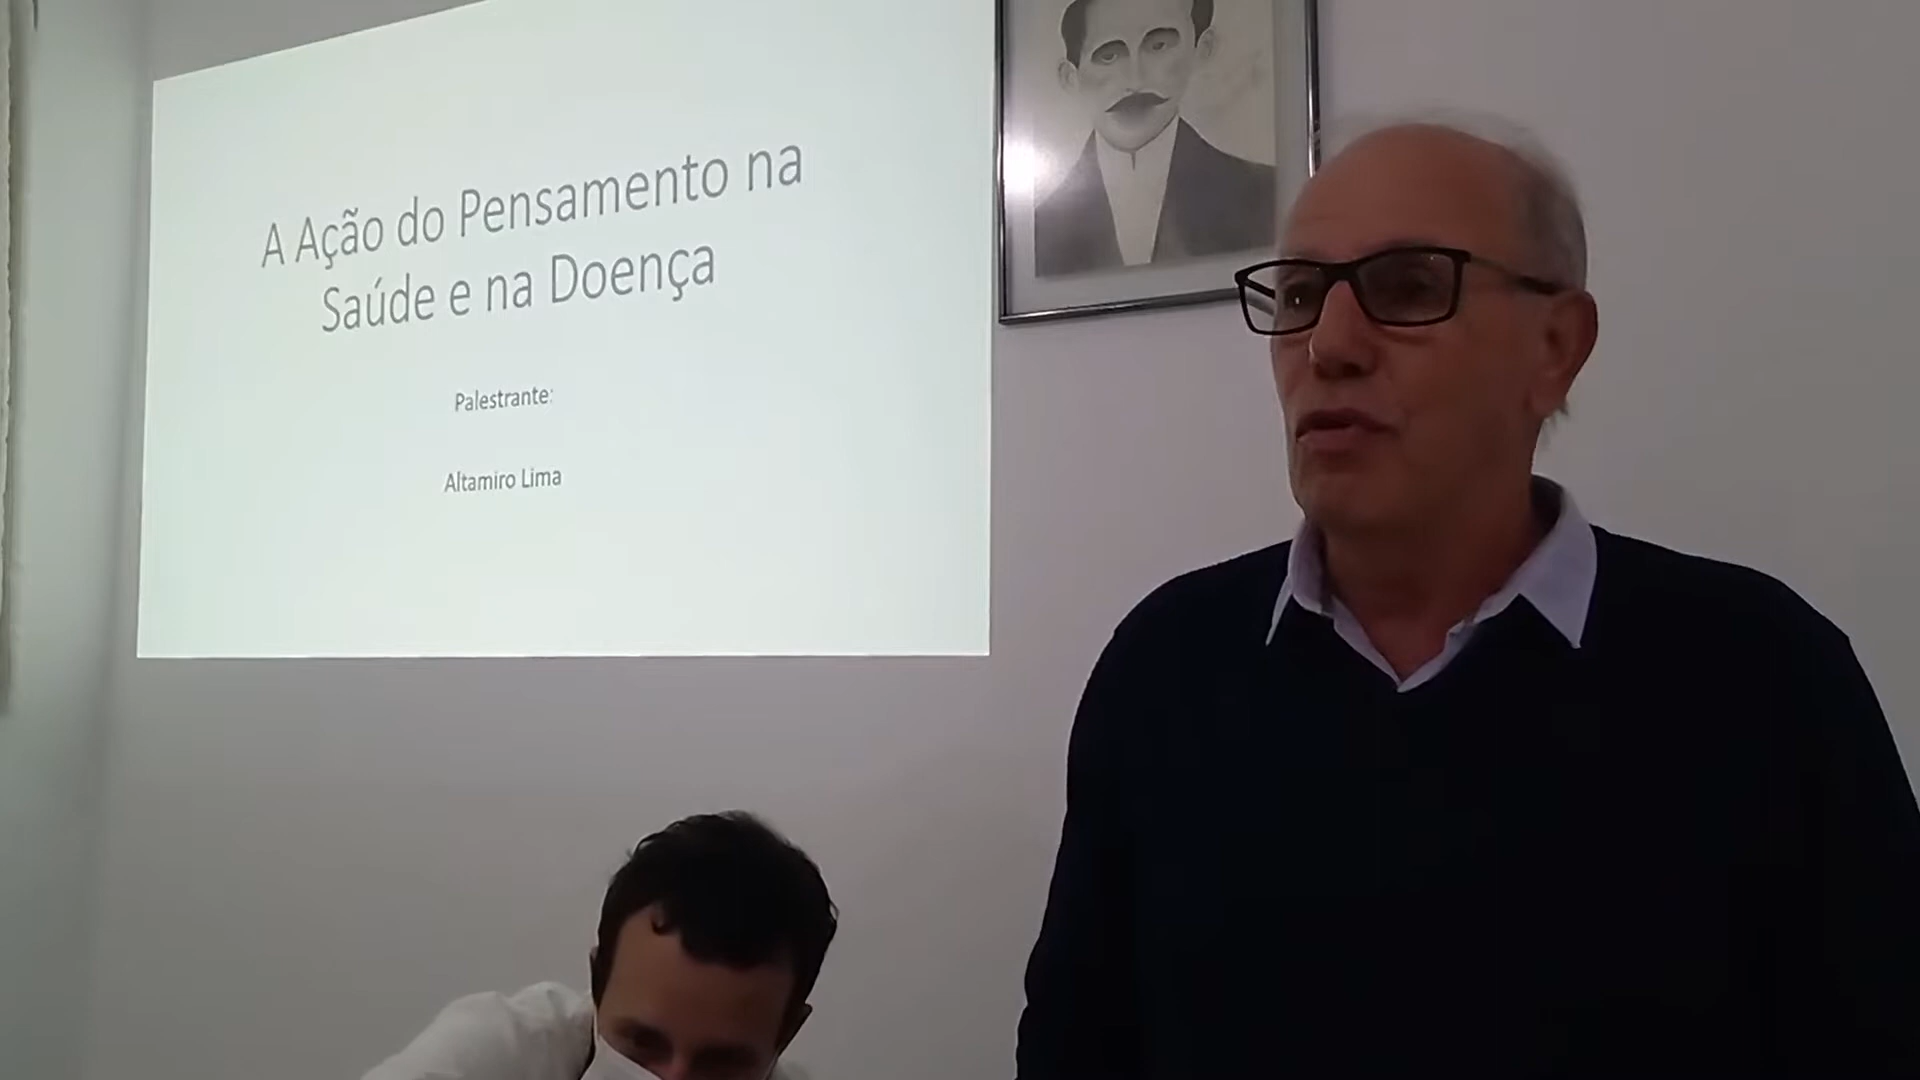 A Ação do Pensamento na
Saúde e na Doença
Palestrante:
Altamiro Lima